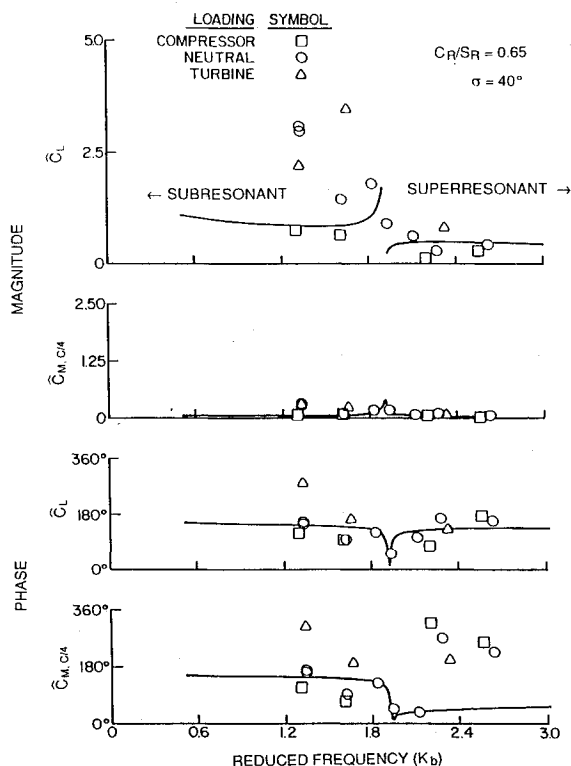 LOADING SYMBOL
COMPRESSOR □
NEUTRAL ○
TURBINE △
C_R/S_R = 0.65
σ = 40°
5.0
2.5
0
Ĉ_L
← SUBRESONANT
SUPERRESONANT →
MAGNITUDE
2.50
1.25
0
Ĉ_M, C/4
360°
180°
0°
Ĉ_L
PHASE
360°
180°
0°
Ĉ_M, C/4
0 0.6 1.2 1.8 2.4 3.0
REDUCED FREQUENCY (K_b)